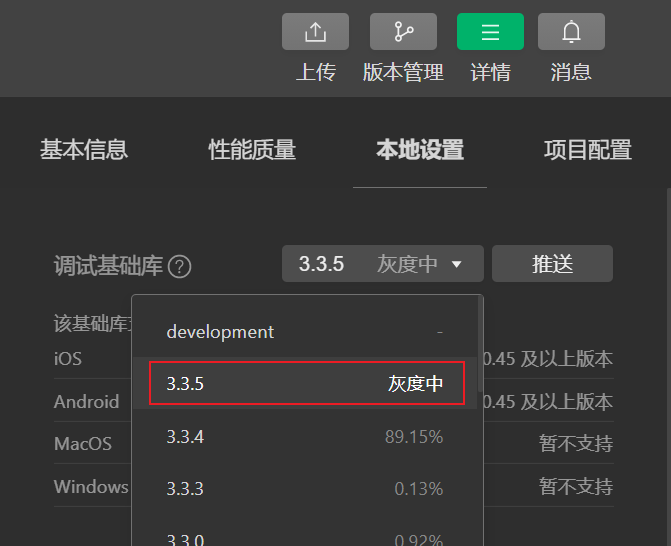 上传 版本管理 详情 消息
基本信息 性能质量 本地设置 项目配置
调试基础库 ? 3.3.5 灰度中 推送
该基础库
development -
iOS 0.45 及以上版本
3.3.5 灰度中
Android 0.45 及以上版本
3.3.4 89.15%
MacOS 暂不支持
3.3.3 0.13%
Windows 暂不支持
3.3.0 0.92%